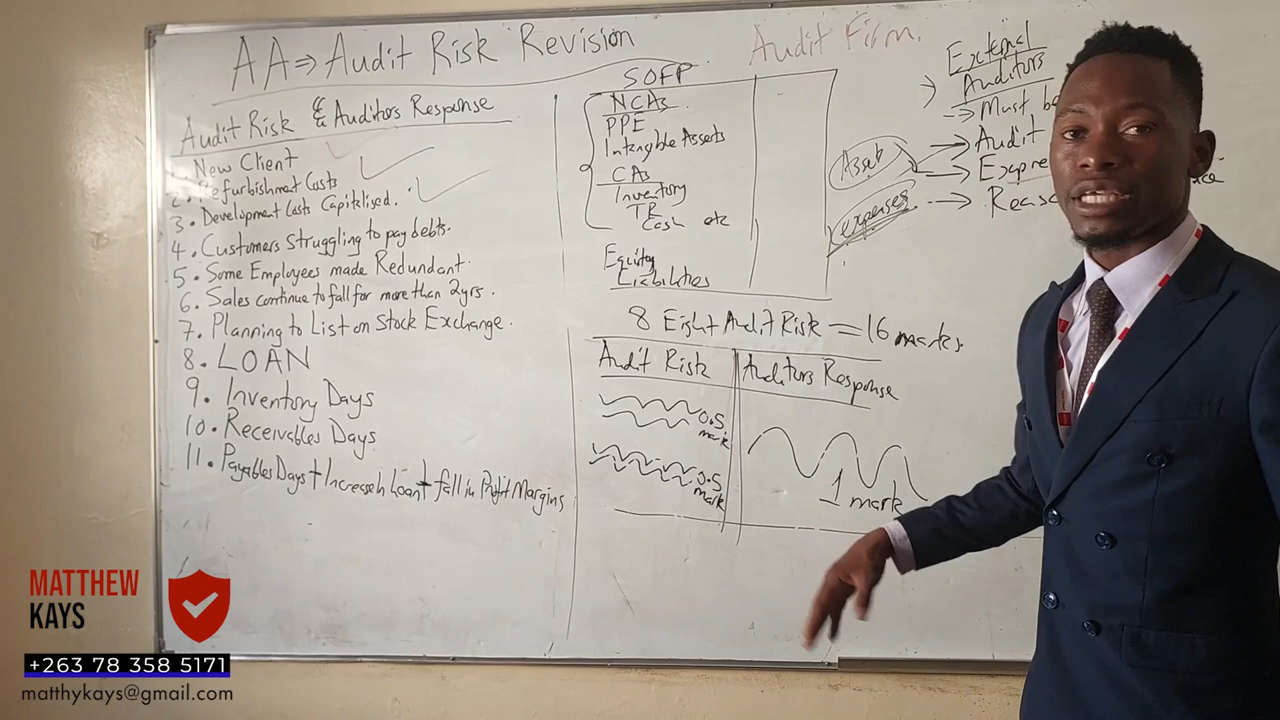 AA ⇒ Audit Risk Revision
Audit Risk & Auditors Response
1. New Client
2. Refurbishment Costs
3. Development Costs Capitalised.
4. Customers Struggling to pay debts.
5. Some Employees made Redundant.
6. Sales continue to fall for more than 2yrs.
7. Planning to List on Stock Exchange.
8. LOAN
9. Inventory Days
10. Receivables Days
11. Payables Days + Increase in Loan + fall in Profit Margins
SOFP
NCAs
PPE
Intangible Assets
CAs
Inventory
TR
Cash etc
Equity
Liabilities
8 Eight Audit Risk = 16 marks
Audit Risk
Auditors Response
0.5 mark
0.5 mark
1 mark
Audit Firm.
External
Auditors
Must be
Asset
Audit
expenses
MATTHEW
KAYS
+263 78 358 5171
matthykays@gmail.com